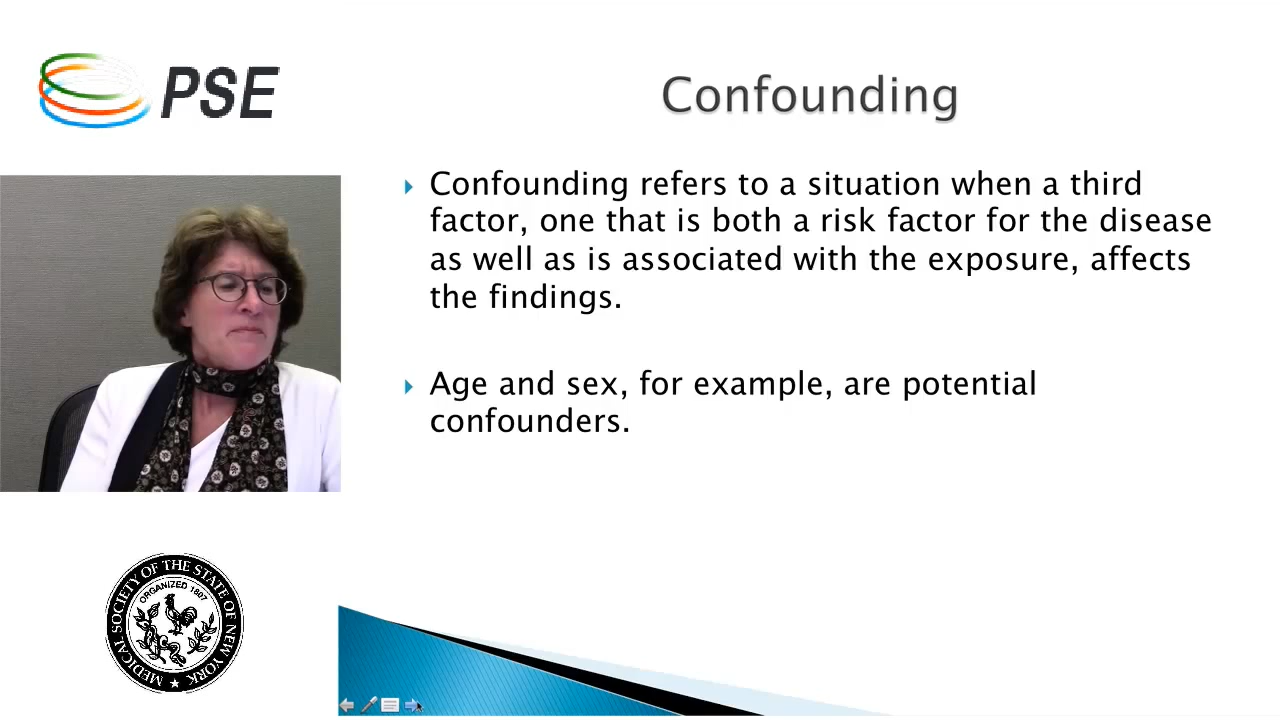 PSE
Confounding
Confounding refers to a situation when a third
factor, one that is both a risk factor for the disease
as well as is associated with the exposure, affects
the findings.
Age and sex, for example, are potential
confounders.
MEDICAL SOCIETY OF THE STATE OF NEW YORK
ORGANIZED 1807